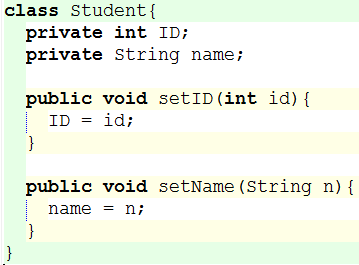 class Student{
private int ID;
private String name;
public void setID(int id){
ID = id;
}
public void setName(String n){
name = n;
}
}